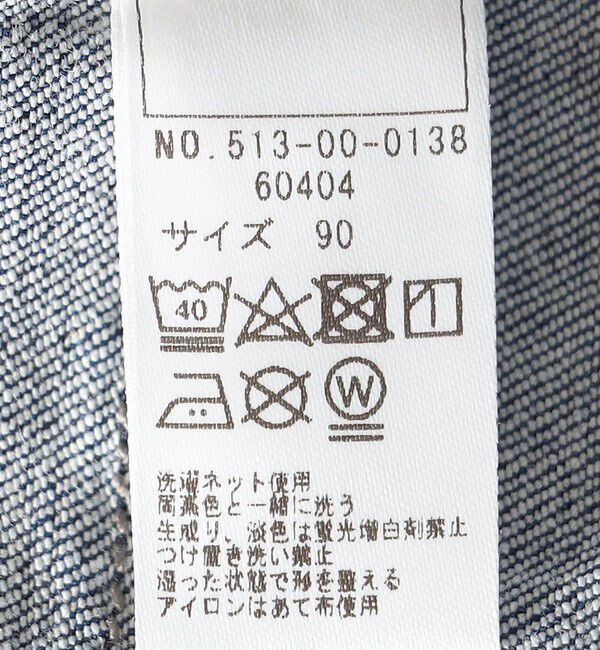 NO.513-00-0138
60404
サイズ 90
40
W
洗濯ネット使用
同濃色と一緒に洗う
生成り、淡色は蛍光増白剤禁止
つけ置き洗い禁止
湿った状態で形を整える
アイロンはあて布使用